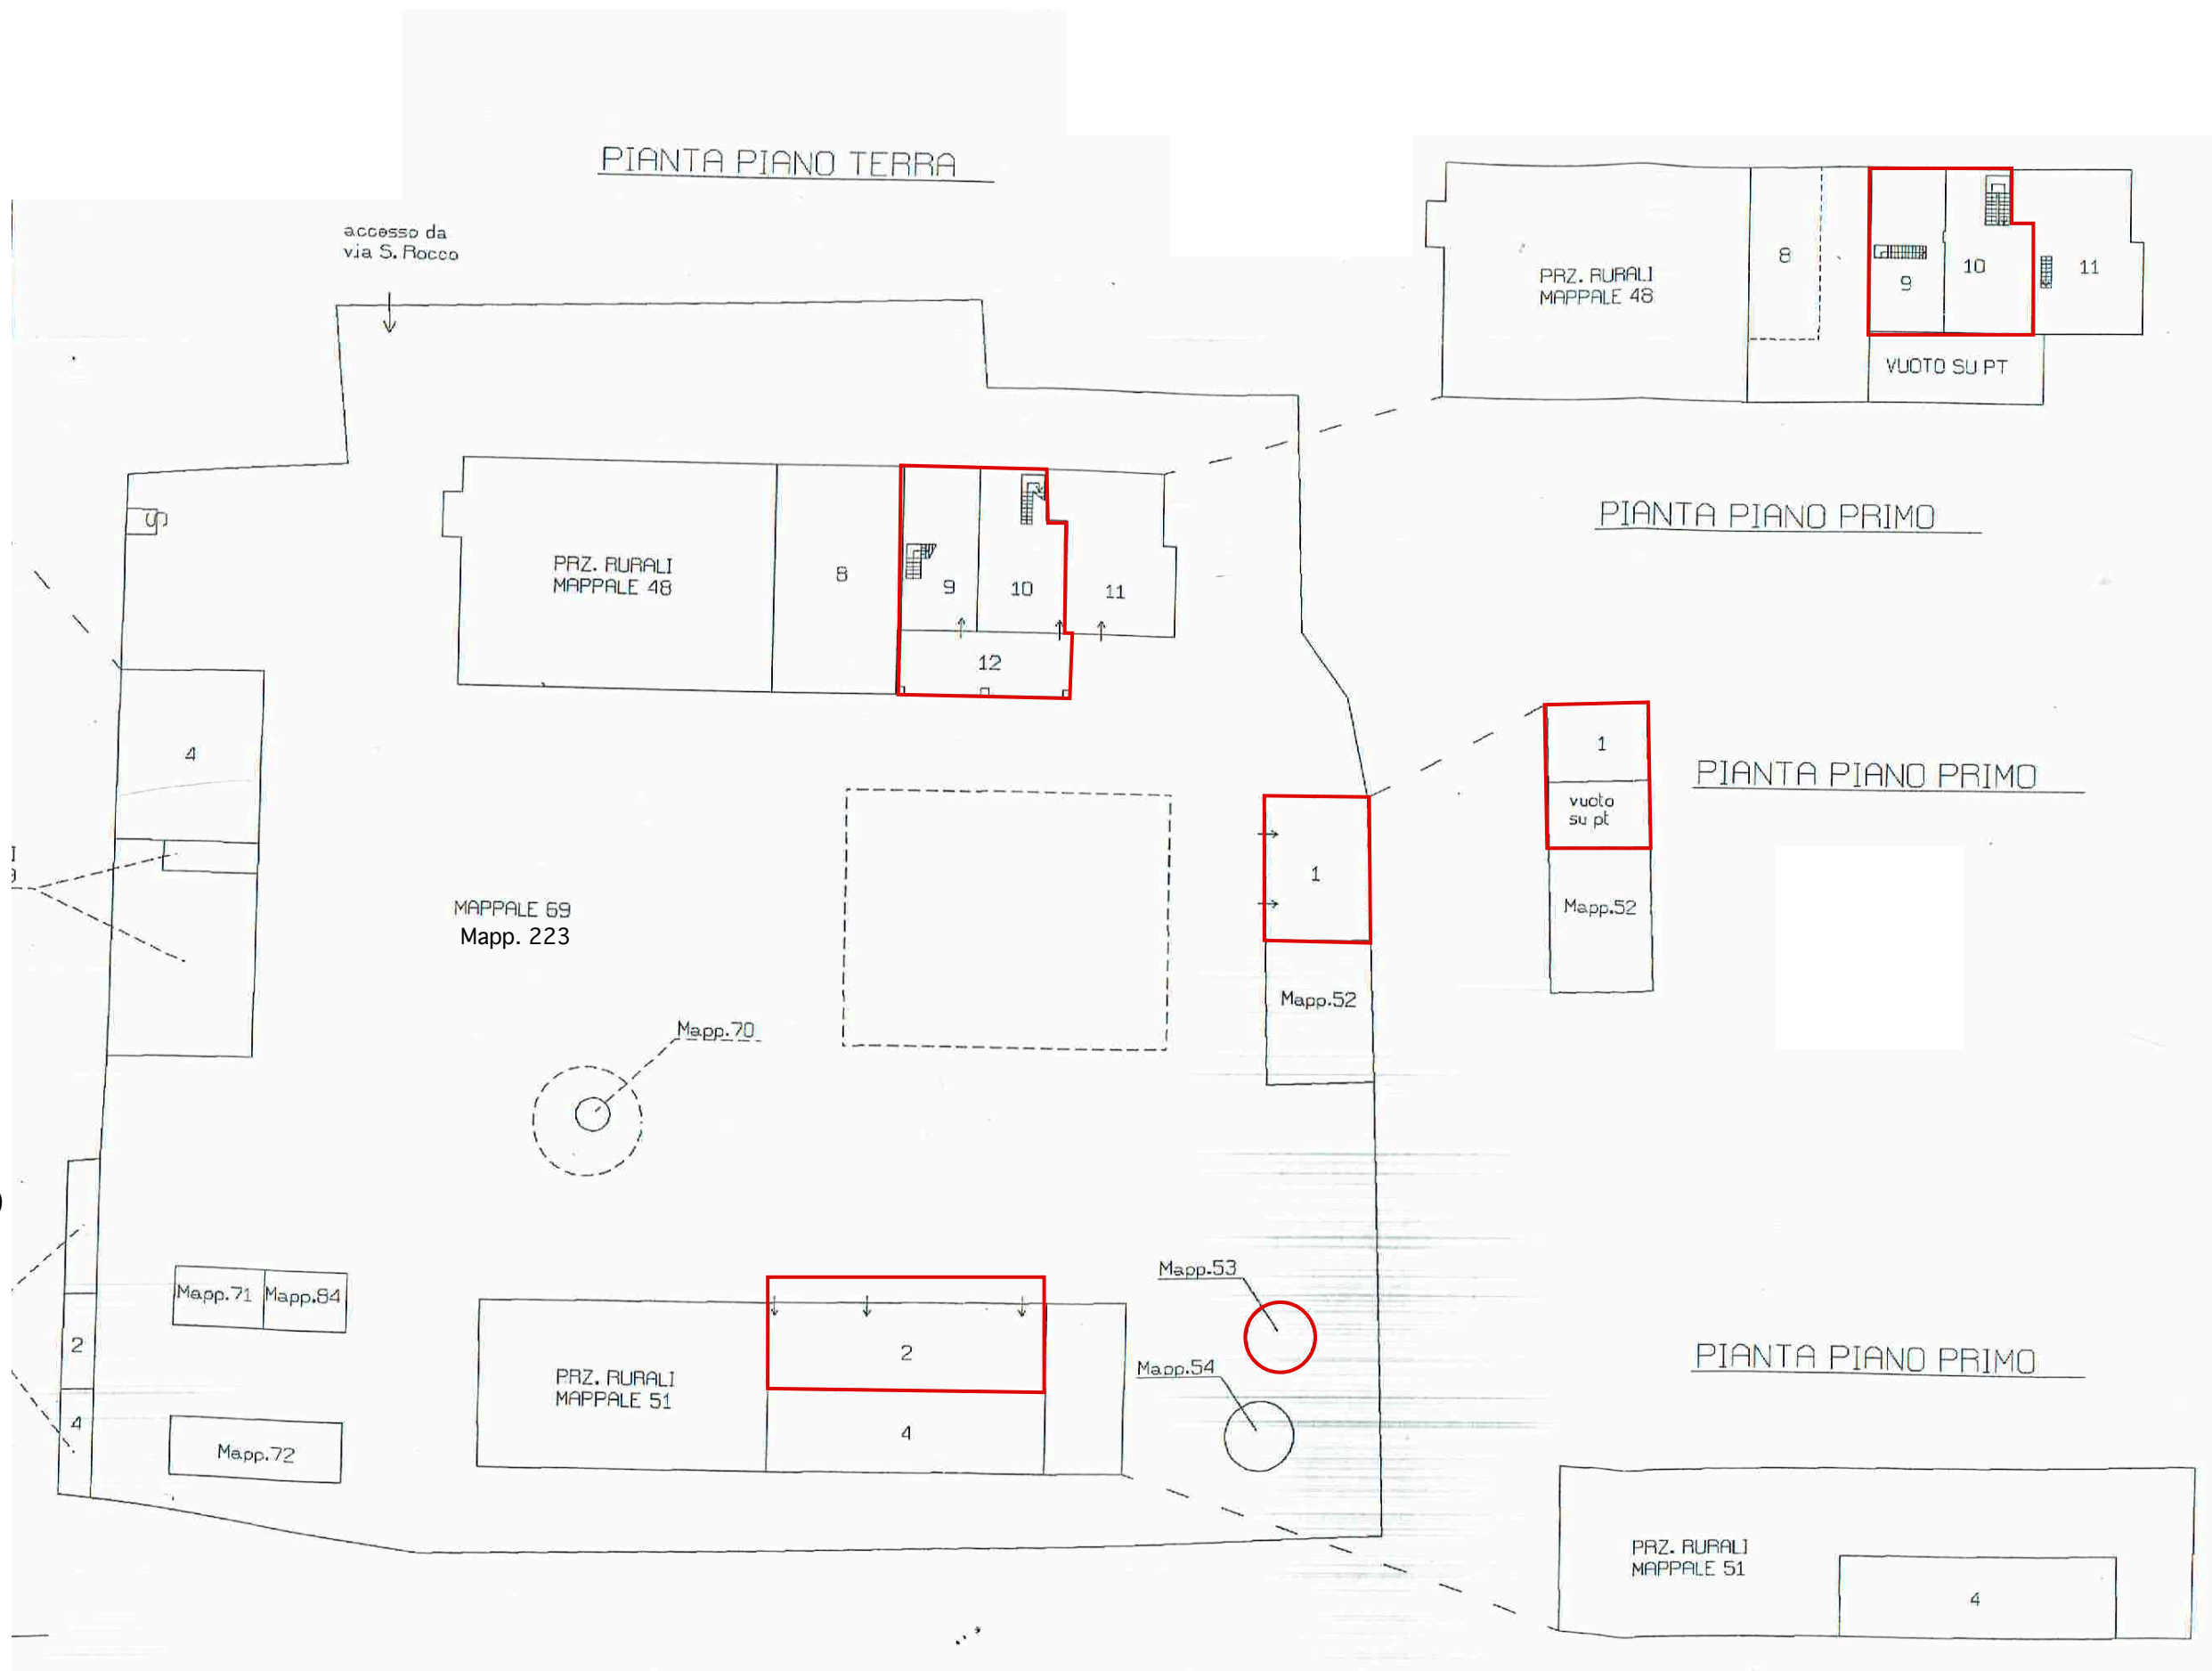 PIANTA PIANO TERRA
accesso da
via S. Rocco
PRZ. RURALI
MAPPALE 48
8
9
10
11
VUOTO SU PT
PIANTA PIANO PRIMO
PRZ. RURALI
MAPPALE 48
8
9
10
11
12
4
1
vuoto
su pt
Mapp.52
PIANTA PIANO PRIMO
1
MAPPALE 69
Mapp. 223
Mapp.52
Mapp.70
Mapp.53
Mapp.71
Mapp.84
2
2
PRZ. RURALI
MAPPALE 51
Mapp.54
4
4
Mapp.72
PIANTA PIANO PRIMO
PRZ. RURALI
MAPPALE 51
4